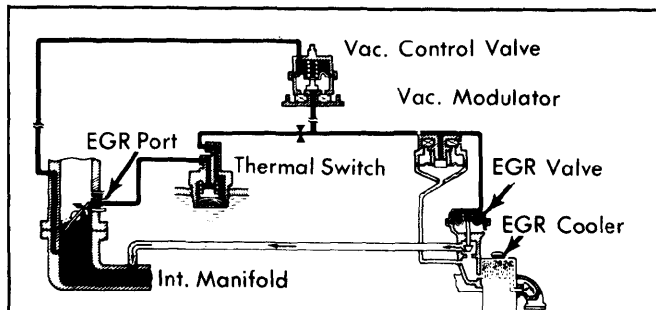 Vac. Control Valve
Vac. Modulator
EGR Port
Thermal Switch
EGR Valve
EGR Cooler
Int. Manifold